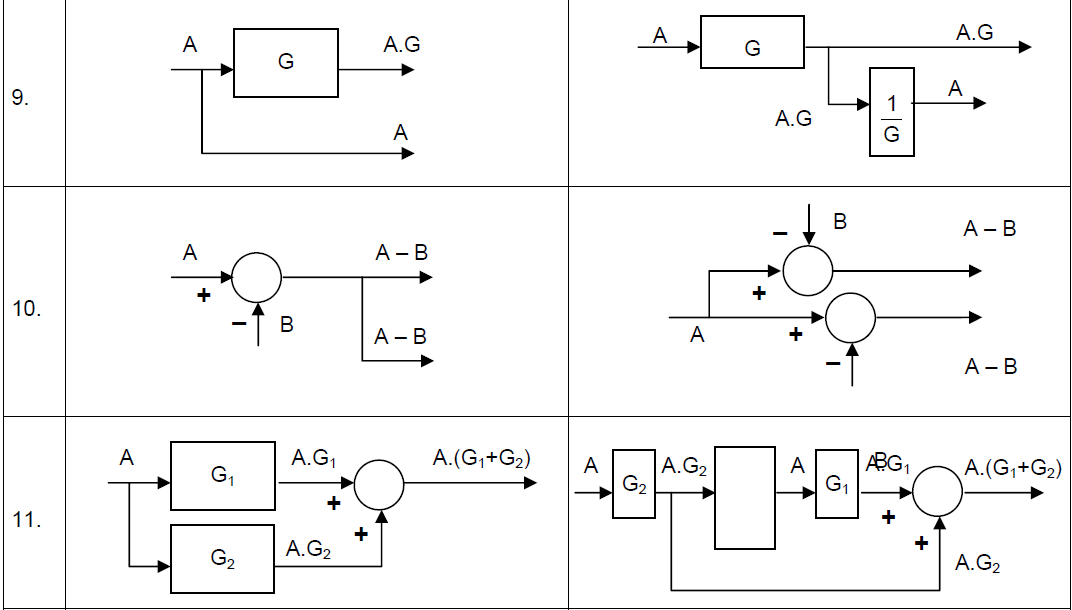 9.
A
G
A.G
A
A
G
A.G
A.G
1
G
A
10.
A
+
−
B
A – B
A – B
−
B
+
A
+
−
A – B
A – B
11.
A
G₁
A.G₁
+
A.(G₁+G₂)
G₂
A.G₂
+
A
G₂
A.G₂
A
G₁
A.G₁
B
+
A.(G₁+G₂)
+
A.G₂